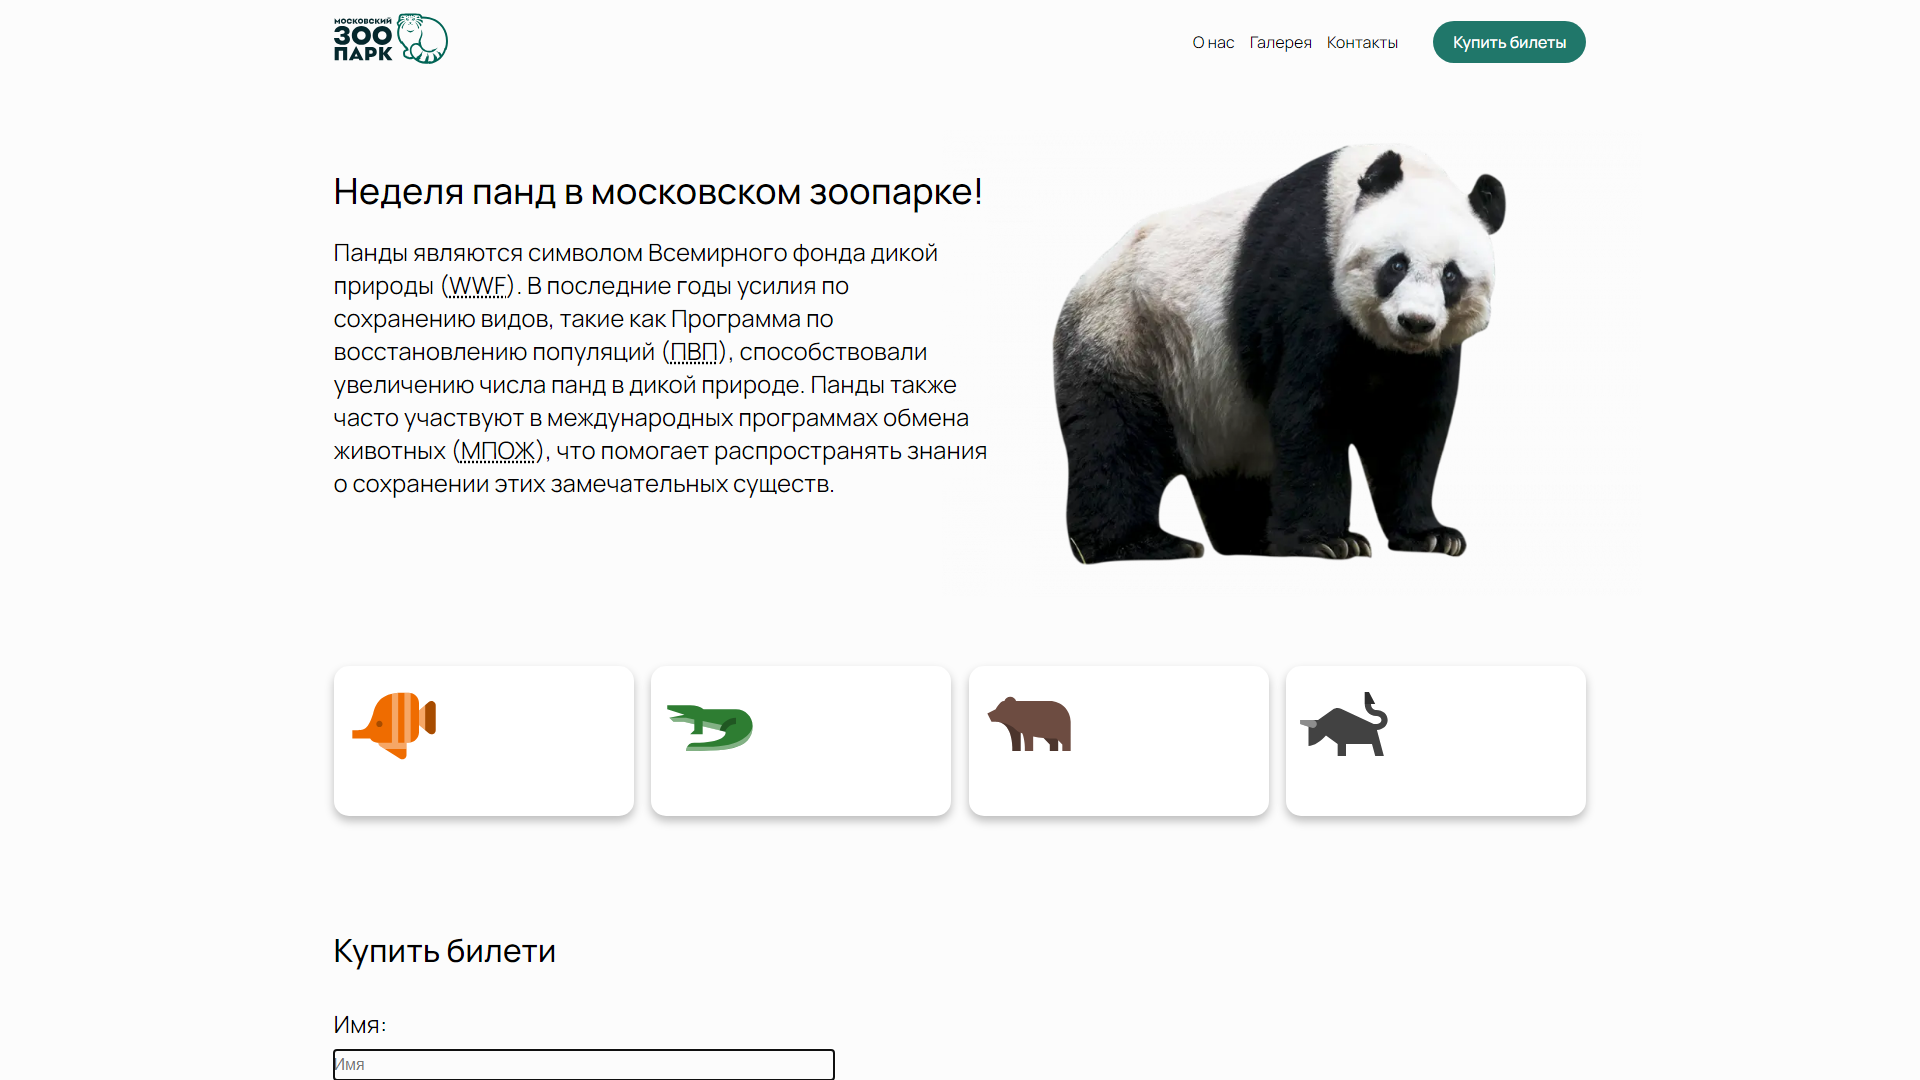 МОСКОВСКИЙ
ЗОО
ПАРК
О нас Галерея Контакты Купить билеты
Неделя панд в московском зоопарке!
Панды являются символом Всемирного фонда дикой
природы (WWF). В последние годы усилия по
сохранению видов, такие как Программа по
восстановлению популяций (ПВП), способствовали
увеличению числа панд в дикой природе. Панды также
часто участвуют в международных программах обмена
животных (МПОЖ), что помогает распространять знания
о сохранении этих замечательных существ.
Купить билети
Имя:
Имя